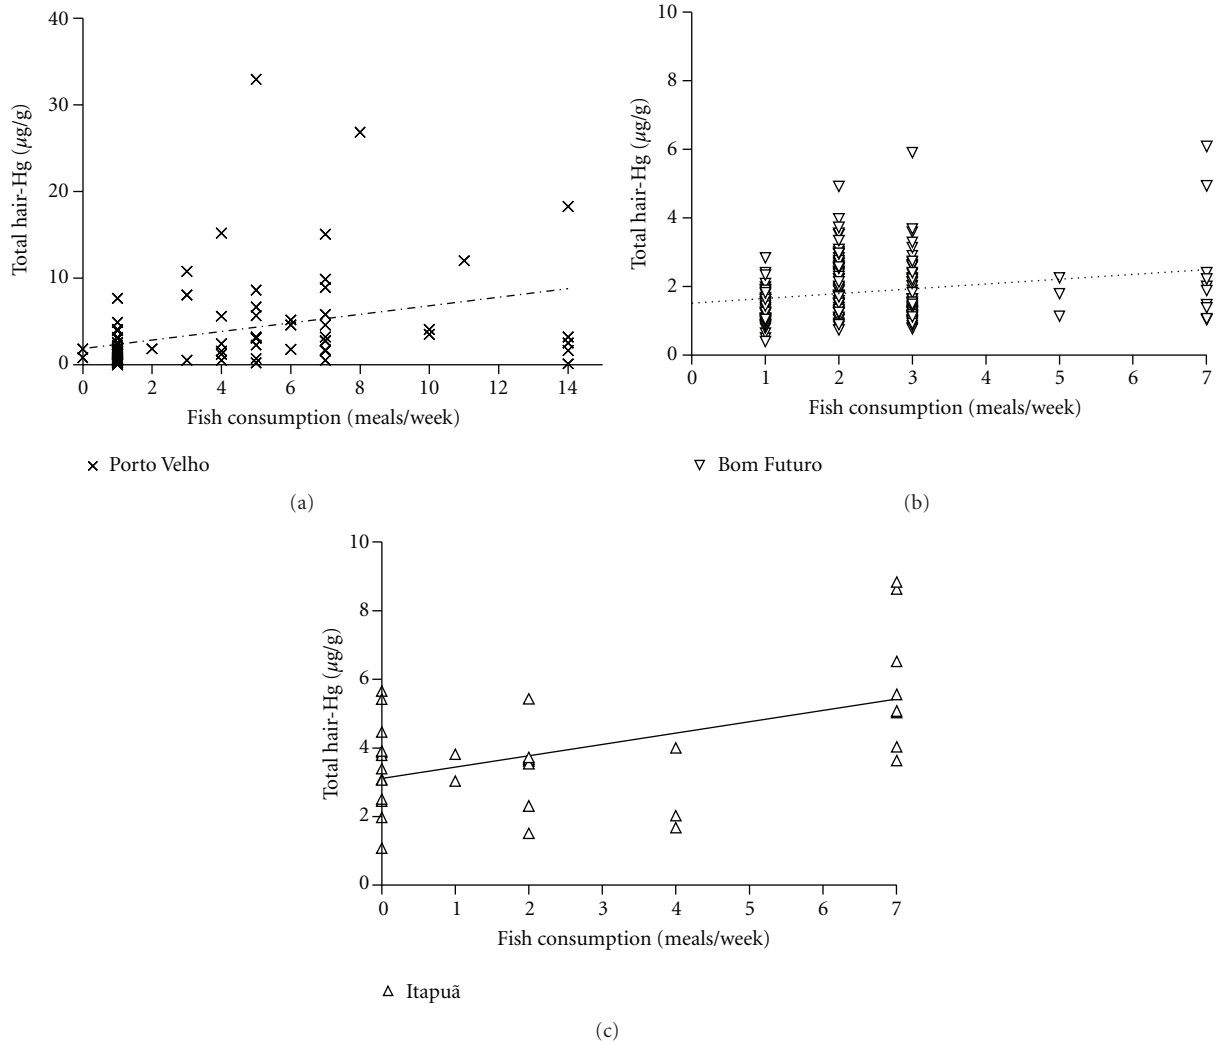 40
30
20
10
0
Total hair-Hg (µg/g)
0 2 4 6 8 10 12 14
Fish consumption (meals/week)
Porto Velho
(a)
10
8
6
4
2
0
Total hair-Hg (µg/g)
0 1 2 3 4 5 6 7
Fish consumption (meals/week)
Bom Futuro
(b)
10
8
6
4
2
0
Total hair-Hg (µg/g)
0 1 2 3 4 5 6 7
Fish consumption (meals/week)
Itapuã
(c)